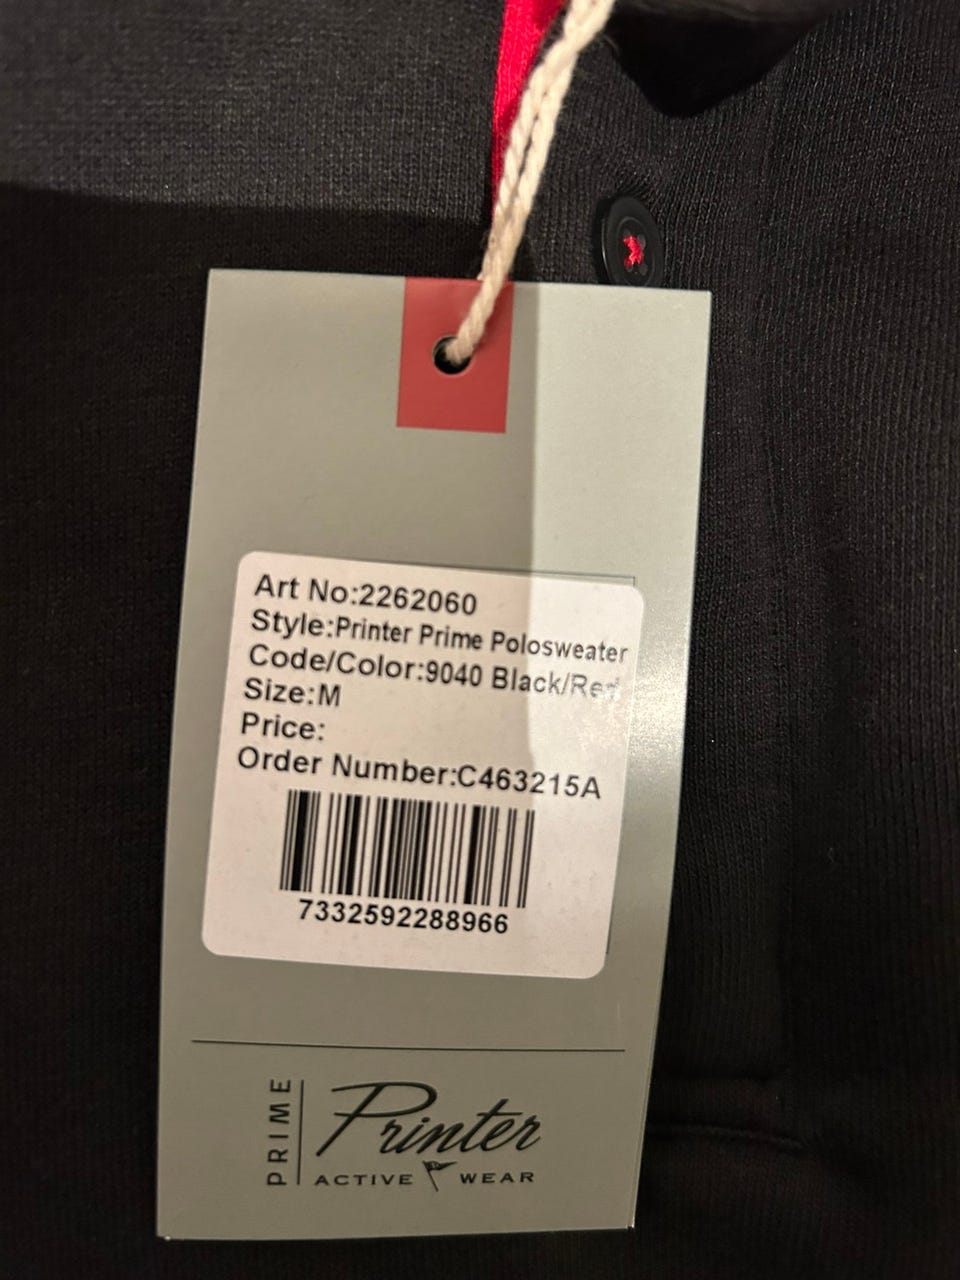 Art No:2262060
Style:Printer Prime Polosweater
Code/Color:9040 Black/Red
Size:M
Price:
Order Number:C463215A
7332592288966
PRIME
Printer
ACTIVE WEAR